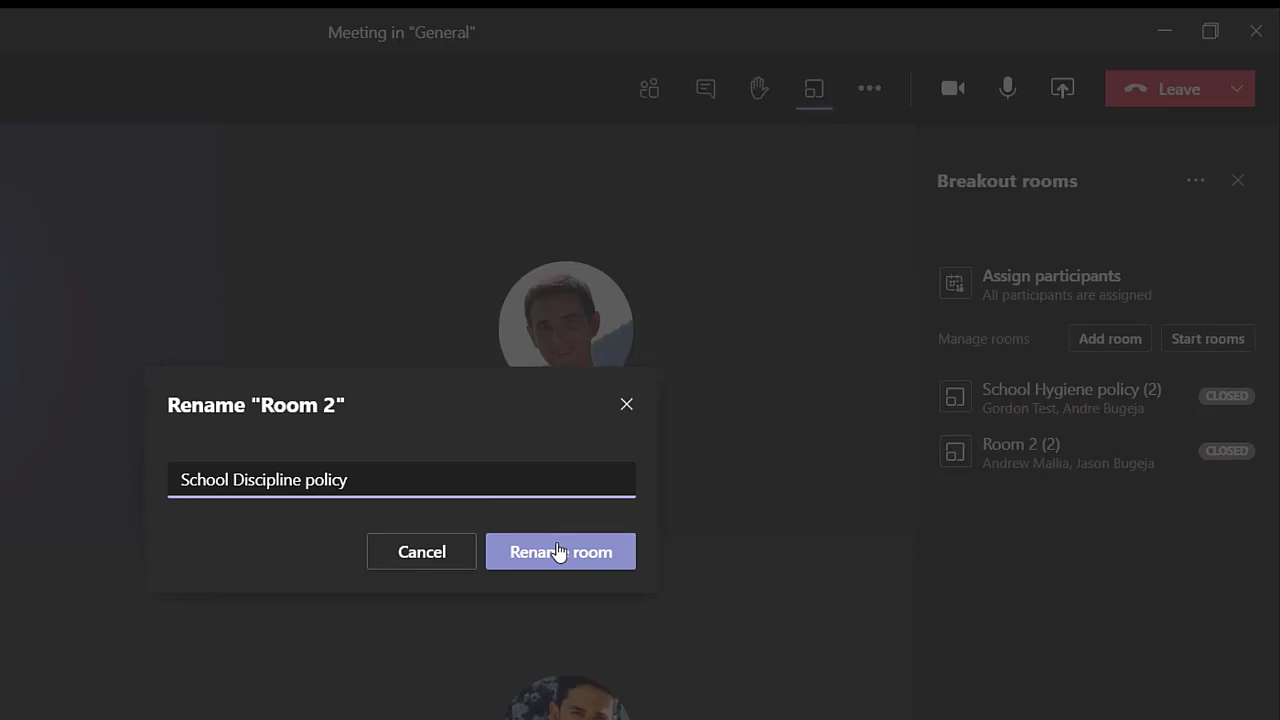 Meeting in "General"
Leave
Breakout rooms
Assign participants
All participants are assigned
Manage rooms
Add room
Start rooms
School Hygiene policy (2)
Gordon Test, Andre Bugeja
CLOSED
Room 2 (2)
Andrew Mallia, Jason Bugeja
CLOSED
Rename "Room 2"
School Discipline policy
Cancel
Rename room